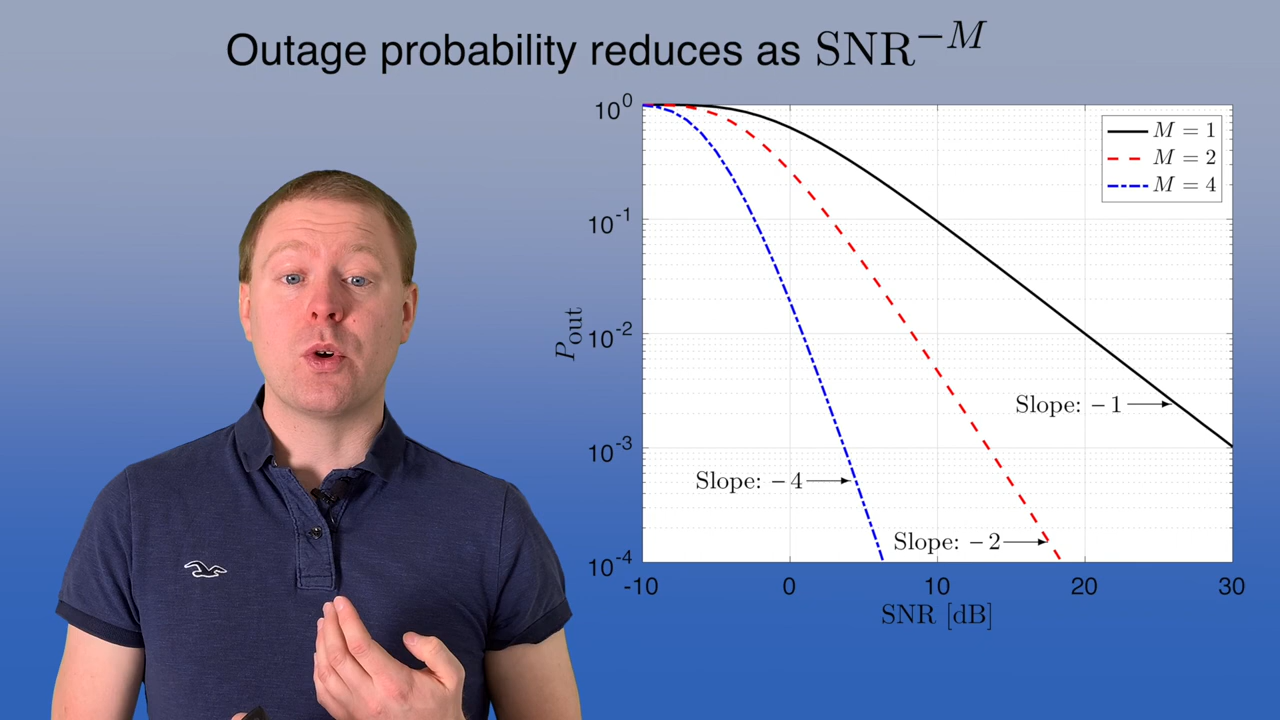 Outage probability reduces as SNR^{-M}
10^0
10^-1
10^-2
10^-3
10^-4
P_out
M = 1
M = 2
M = 4
Slope: -1
Slope: -4
Slope: -2
-10 0 10 20 30
SNR [dB]